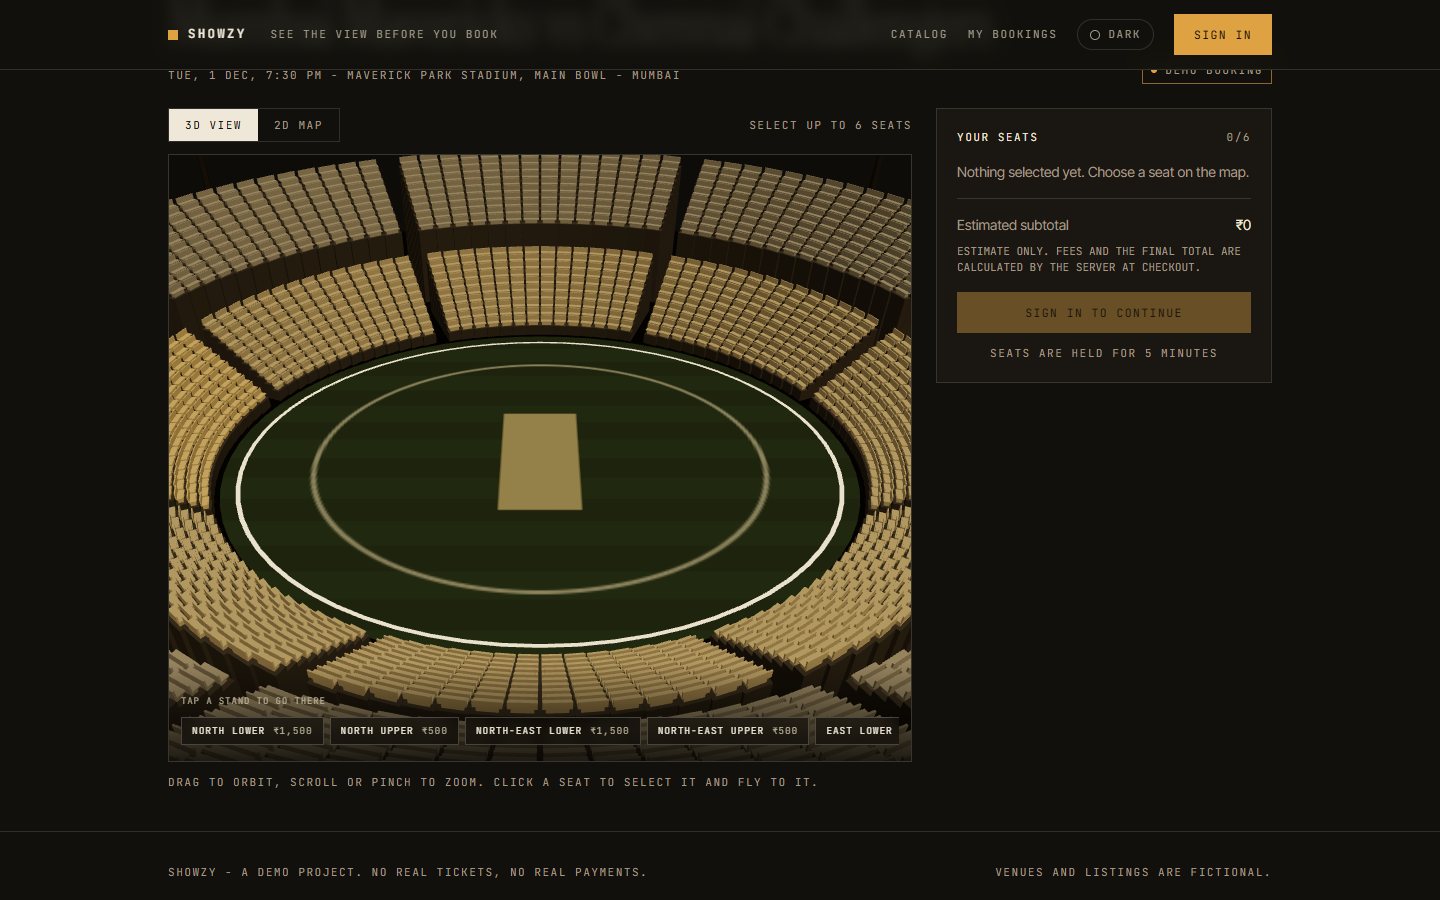 SHOWZY SEE THE VIEW BEFORE YOU BOOK CATALOG MY BOOKINGS DARK SIGN IN
TUE, 1 DEC, 7:30 PM - MAVERICK PARK STADIUM, MAIN BOWL - MUMBAI DEMO BOOKING
3D VIEW 2D MAP SELECT UP TO 6 SEATS
YOUR SEATS 0/6
Nothing selected yet. Choose a seat on the map.
Estimated subtotal ₹0
ESTIMATE ONLY. FEES AND THE FINAL TOTAL ARE
CALCULATED BY THE SERVER AT CHECKOUT.
SIGN IN TO CONTINUE
SEATS ARE HELD FOR 5 MINUTES
TAP A STAND TO GO THERE
NORTH LOWER ₹1,500 NORTH UPPER ₹500 NORTH-EAST LOWER ₹1,500 NORTH-EAST UPPER ₹500 EAST LOWER
DRAG TO ORBIT, SCROLL OR PINCH TO ZOOM. CLICK A SEAT TO SELECT IT AND FLY TO IT.
SHOWZY - A DEMO PROJECT. NO REAL TICKETS, NO REAL PAYMENTS. VENUES AND LISTINGS ARE FICTIONAL.